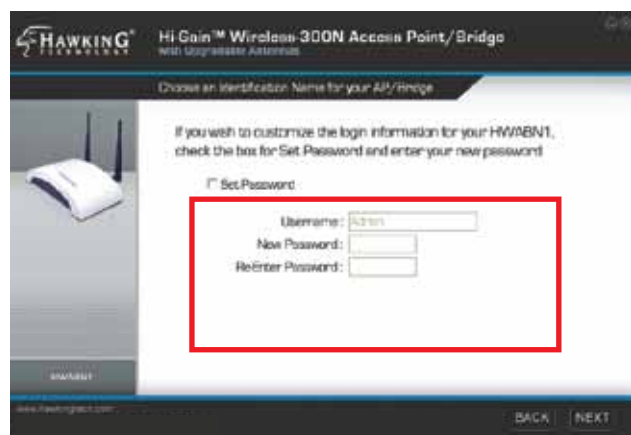 HAWKING
TECHNOLOGY
Hi-Gain™ Wireless-300N Access Point/Bridge
with Upgradable Antennas
Choose an Identification Name for your AP/Bridge
If you wish to customize the login information for your HWABN1,
check the box for Set Password and enter your new password
Set Password
Username: Admin
New Password:
ReEnter Password:
HWABN1
www.hawkingtech.com
BACK NEXT